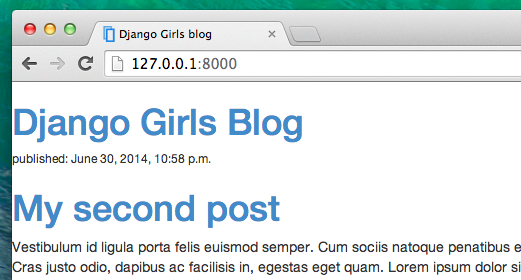 Django Girls blog
127.0.0.1:8000
Django Girls Blog
published: June 30, 2014, 10:58 p.m.
My second post
Vestibulum id ligula porta felis euismod semper. Cum sociis natoque penatibus e
Cras justo odio, dapibus ac facilisis in, egestas eget quam. Lorem ipsum dolor si